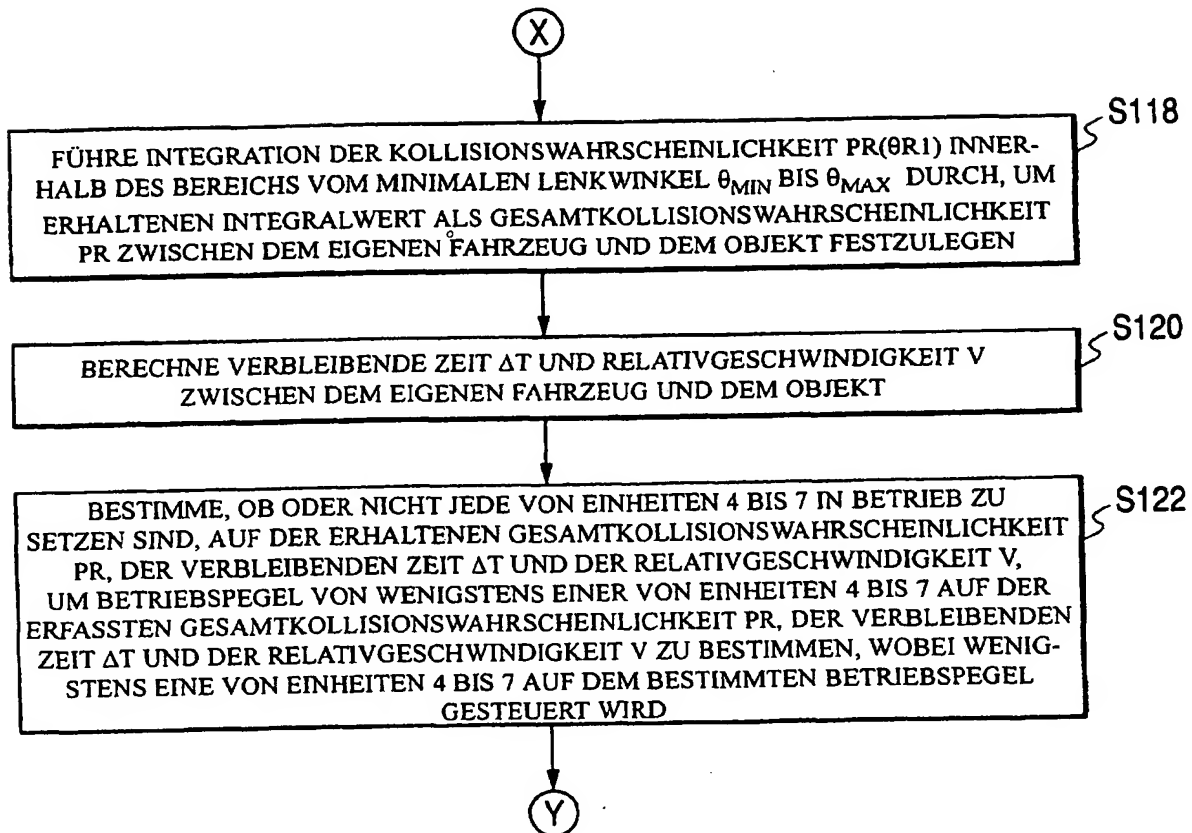 X
S118
FÜHRE INTEGRATION DER KOLLISIONSWAHRSCHEINLICHKEIT PR(θR1) INNER-
HALB DES BEREICHS VOM MINIMALEN LENKWINKEL θMIN BIS θMAX DURCH, UM
ERHALTENEN INTEGRALWERT ALS GESAMTKOLLISIONSWAHRSCHEINLICHKEIT
PR ZWISCHEN DEM EIGENEN FAHRZEUG UND DEM OBJEKT FESTZULEGEN
S120
BERECHNE VERBLEIBENDE ZEIT ΔT UND RELATIVGESCHWINDIGKEIT V
ZWISCHEN DEM EIGENEN FAHRZEUG UND DEM OBJEKT
S122
BESTIMME, OB ODER NICHT JEDE VON EINHEITEN 4 BIS 7 IN BETRIEB ZU
SETZEN SIND, AUF DER ERHALTENEN GESAMTKOLLISIONSWAHRSCHEINLICHKEIT
PR, DER VERBLEIBENDEN ZEIT ΔT UND DER RELATIVGESCHWINDIGKEIT V,
UM BETRIEBSPEGEL VON WENIGSTENS EINER VON EINHEITEN 4 BIS 7 AUF DER
ERFASSTEN GESAMTKOLLISIONSWAHRSCHEINLICHKEIT PR, DER VERBLEIBENDEN
ZEIT ΔT UND DER RELATIVGESCHWINDIGKEIT V ZU BESTIMMEN, WOBEI WENIG-
STENS EINE VON EINHEITEN 4 BIS 7 AUF DEM BESTIMMTEN BETRIEBSPEGEL
GESTEUERT WIRD
Y